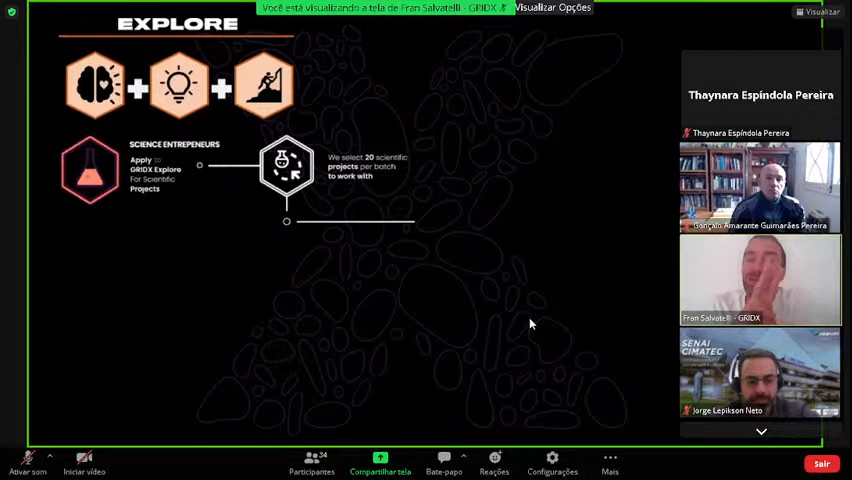 Você está visualizando a tela de Fran Salvatelli - GRIDX
Visualizar Opções
Visualizar
EXPLORE
SCIENCE ENTREPENEURS
Apply to
GRIDX Explore
For Scientific
Projects
We select 20 scientific
projects per batch
to work with
Thaynara Espíndola Pereira
Thaynara Espíndola Pereira
Gonçalo Amarante Guimarães Pereira
Fran Salvatelli - GRIDX
SENAI
CIMATEC
Jorge Lepikson Neto
Ativar som
Iniciar vídeo
34
Participantes
Compartilhar tela
Bate-papo
Reações
Configurações
Mais
Sair